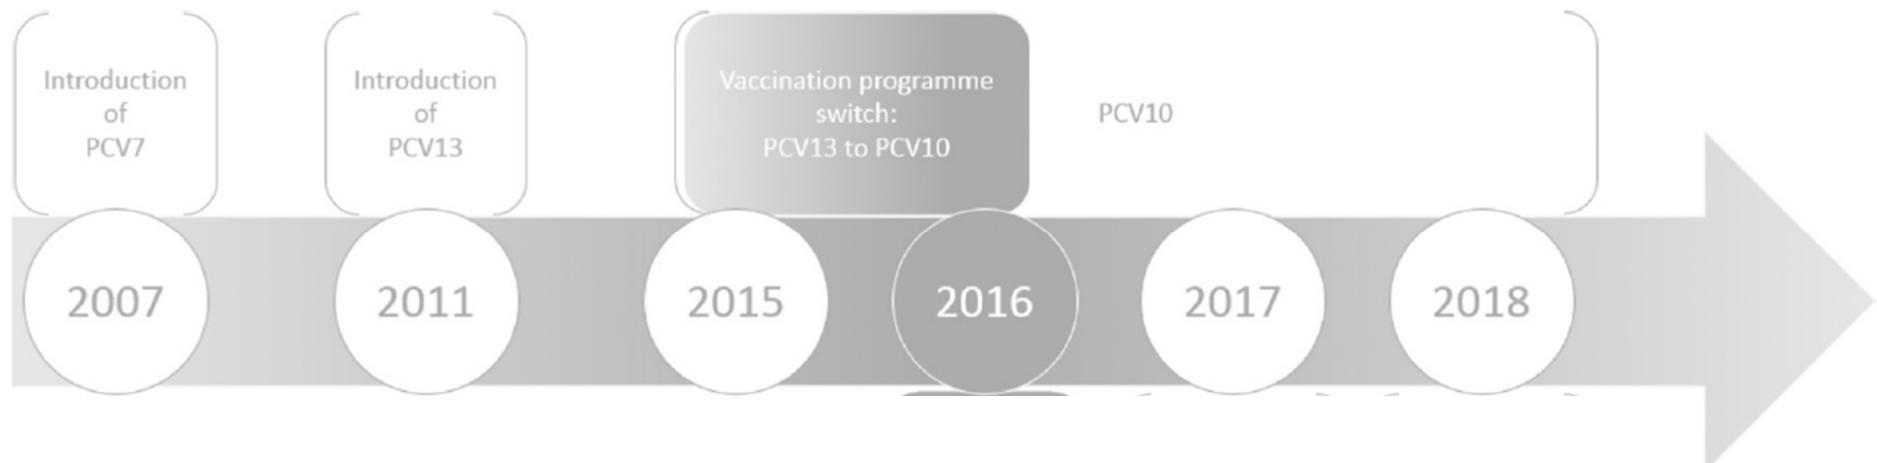 Introduction
of
PCV7
Introduction
of
PCV13
Vaccination programme
switch:
PCV13 to PCV10
PCV10
2007
2011
2015
2016
2017
2018